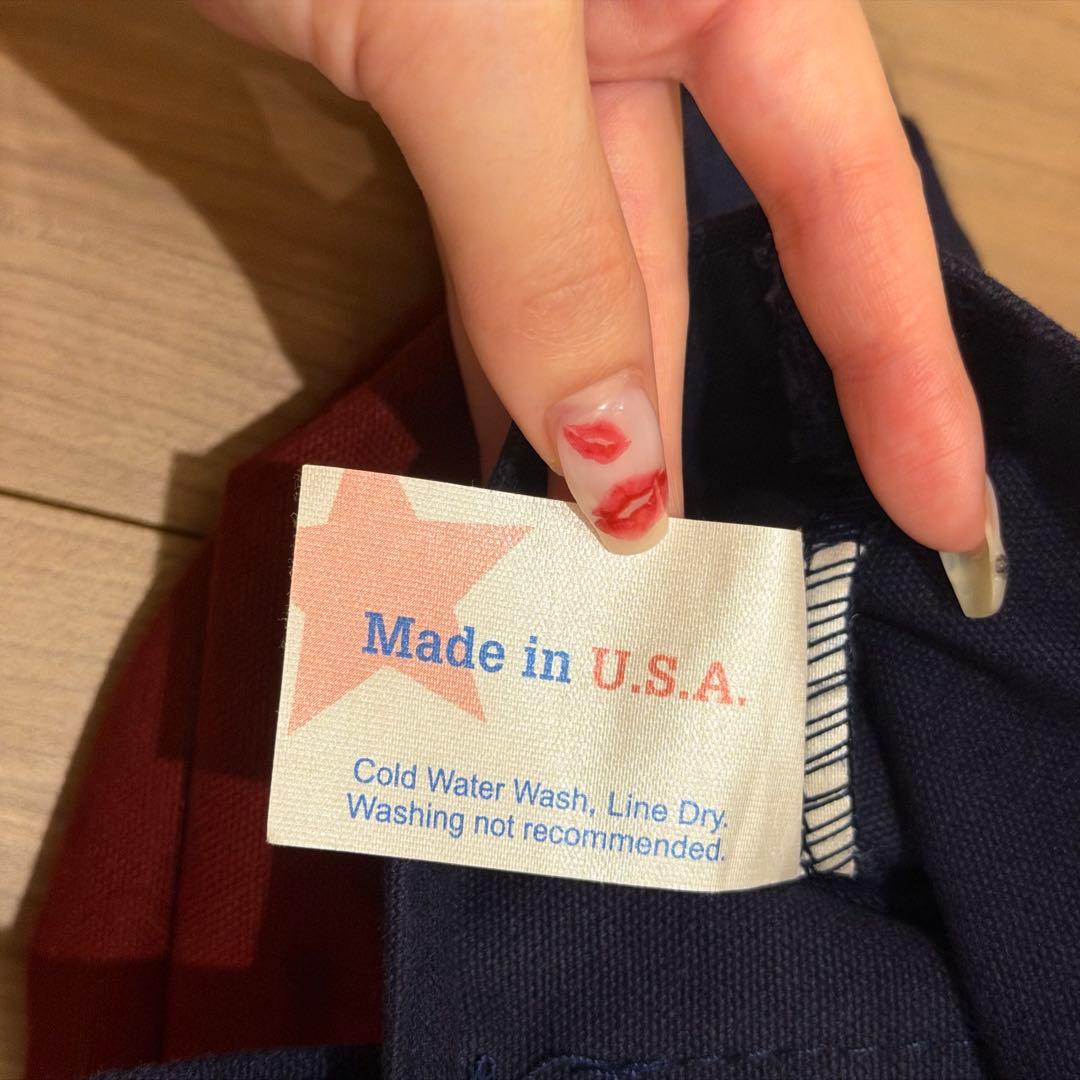 Made in U.S.A.
Cold Water Wash, Line Dry.
Washing not recommended.